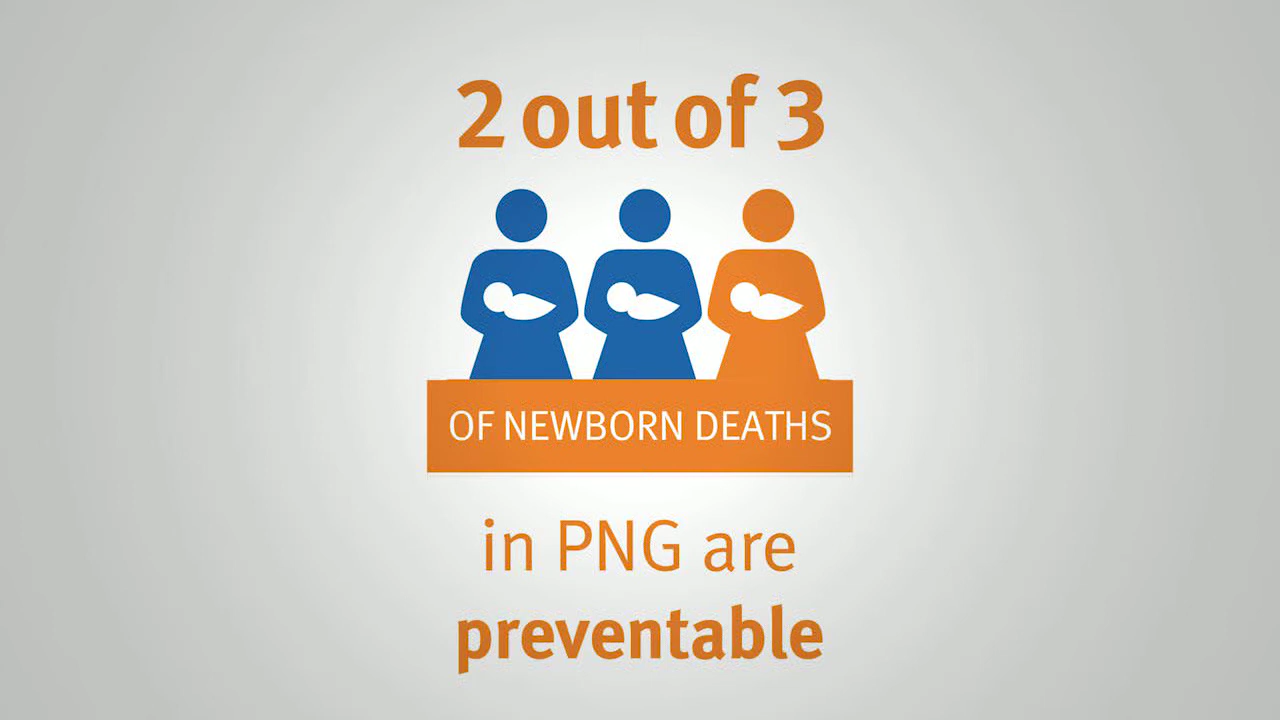 2 out of 3
OF NEWBORN DEATHS
in PNG are
preventable